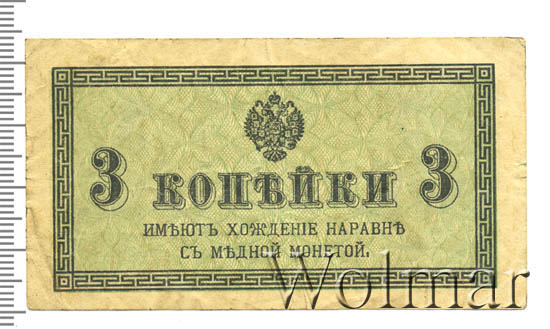 3 КОПѢЙКИ 3
ИМѢЮТЪ ХОЖДЕНІЕ НАРАВНѢ
СЪ МѢДНОЙ МОНЕТОЙ.
Wolmar